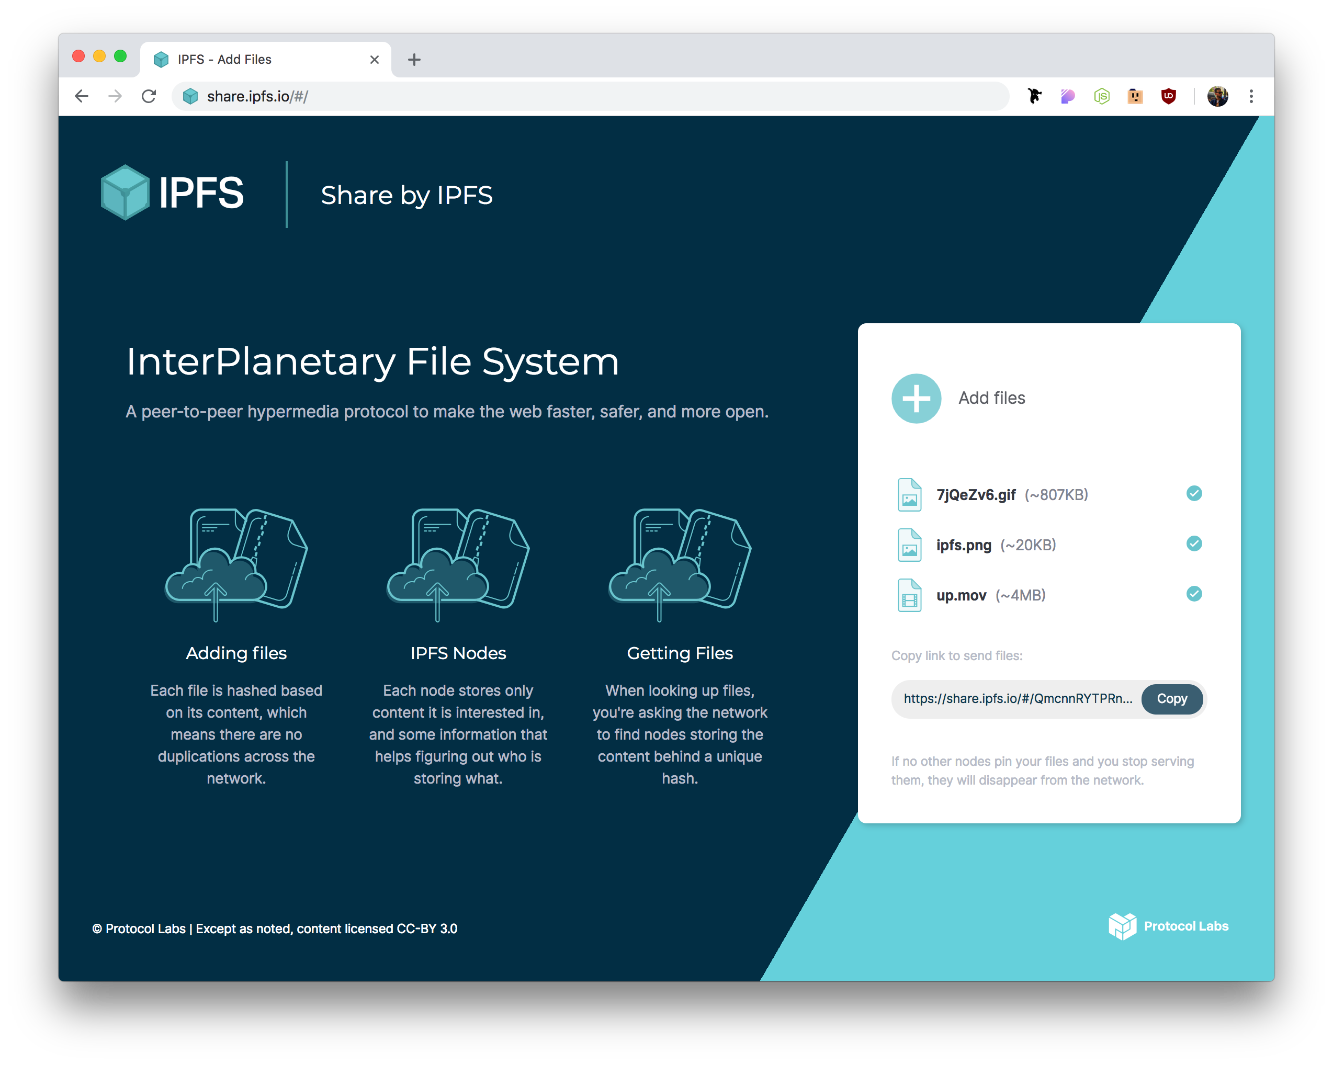 IPFS - Add Files
share.ipfs.io/#/
IPFS
Share by IPFS
InterPlanetary File System
A peer-to-peer hypermedia protocol to make the web faster, safer, and more open.
Adding files
Each file is hashed based
on its content, which
means there are no
duplications across the
network.
IPFS Nodes
Each node stores only
content it is interested in,
and some information that
helps figuring out who is
storing what.
Getting Files
When looking up files,
you're asking the network
to find nodes storing the
content behind a unique
hash.
Add files
7jQeZv6.gif (~807KB)
ipfs.png (~20KB)
up.mov (~4MB)
Copy link to send files:
https://share.ipfs.io/#/QmcnnRYTPRn... Copy
If no other nodes pin your files and you stop serving
them, they will disappear from the network.
© Protocol Labs | Except as noted, content licensed CC-BY 3.0
Protocol Labs